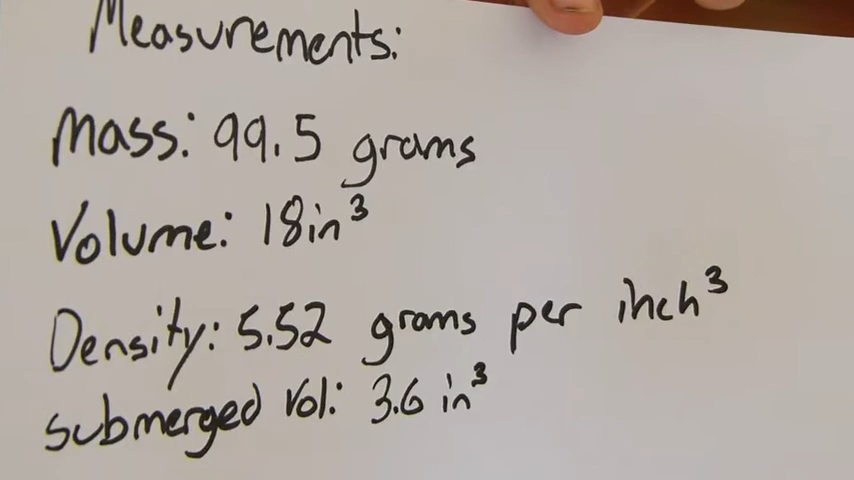 Measurements:
Mass: 99.5 grams
Volume: 18in³
Density: 5.52 grams per inch³
submerged vol: 3.6 in³